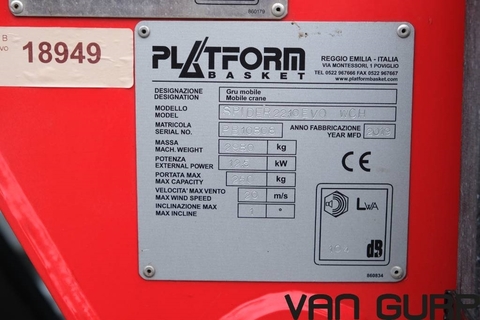 660079
B
VO 18949
PLATFORM
BASKET
REGGIO EMILIA - ITALIA
VIA MONTESSORI, 1 POVIGLIO
TEL 0522 967666 FAX 0522 967667
www.platformbasket.com
DESIGNAZIONE Gru mobile
DESIGNATION Mobile crane
MODELLO
MODEL
MATRICOLA ANNO FABBRICAZIONE
SERIAL NO. YEAR MFD
MASSA
MACH. WEIGHT kg
POTENZA
EXTERNAL POWER kW
PORTATA MAX
MAX CAPACITY kg
VELOCITA' MAX VENTO
MAX WIND SPEED m/s
INCLINAZIONE MAX
MAX INCLINE °
CE
LWA
dB
VAN GURP